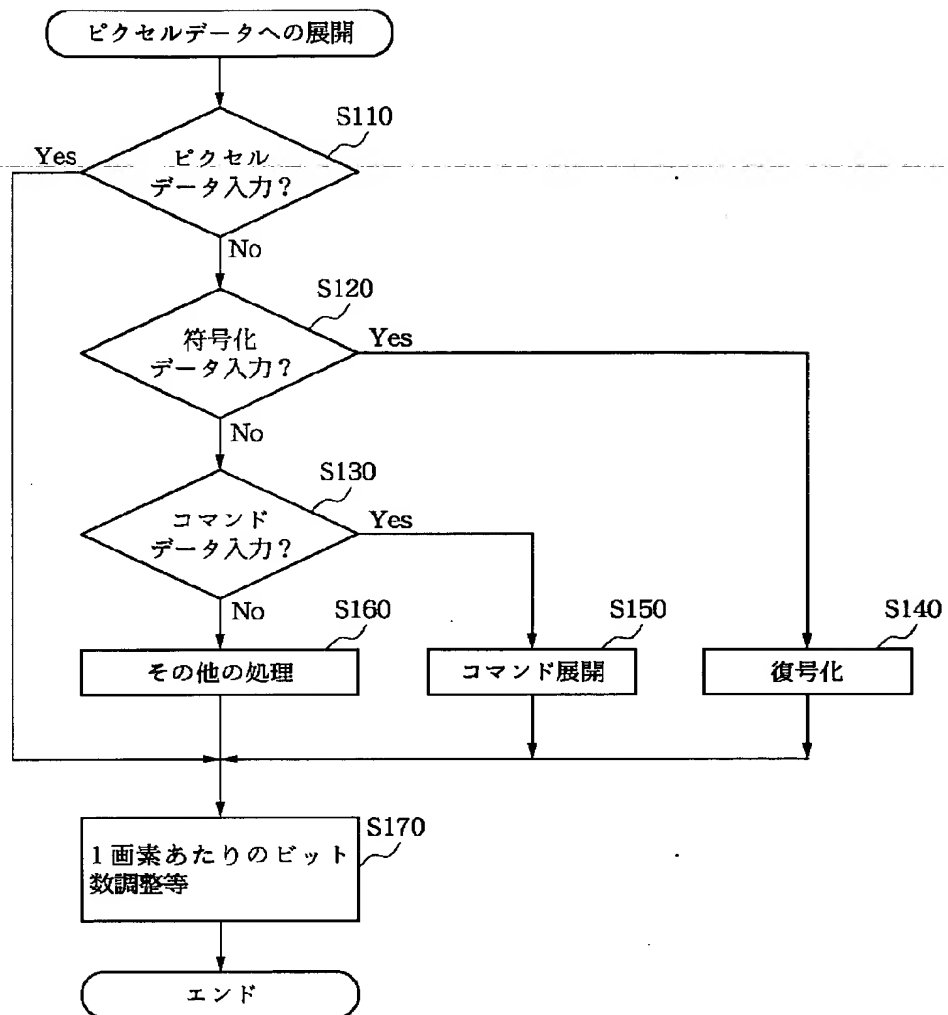 ピクセルデータへの展開
S110
Yes
ピクセル
データ入力?
No
S120
符号化
データ入力?
Yes
No
S130
コマンド
データ入力?
Yes
No
S160
S150
S140
その他の処理
コマンド展開
復号化
S170
1画素あたりのビット
数調整等
エンド